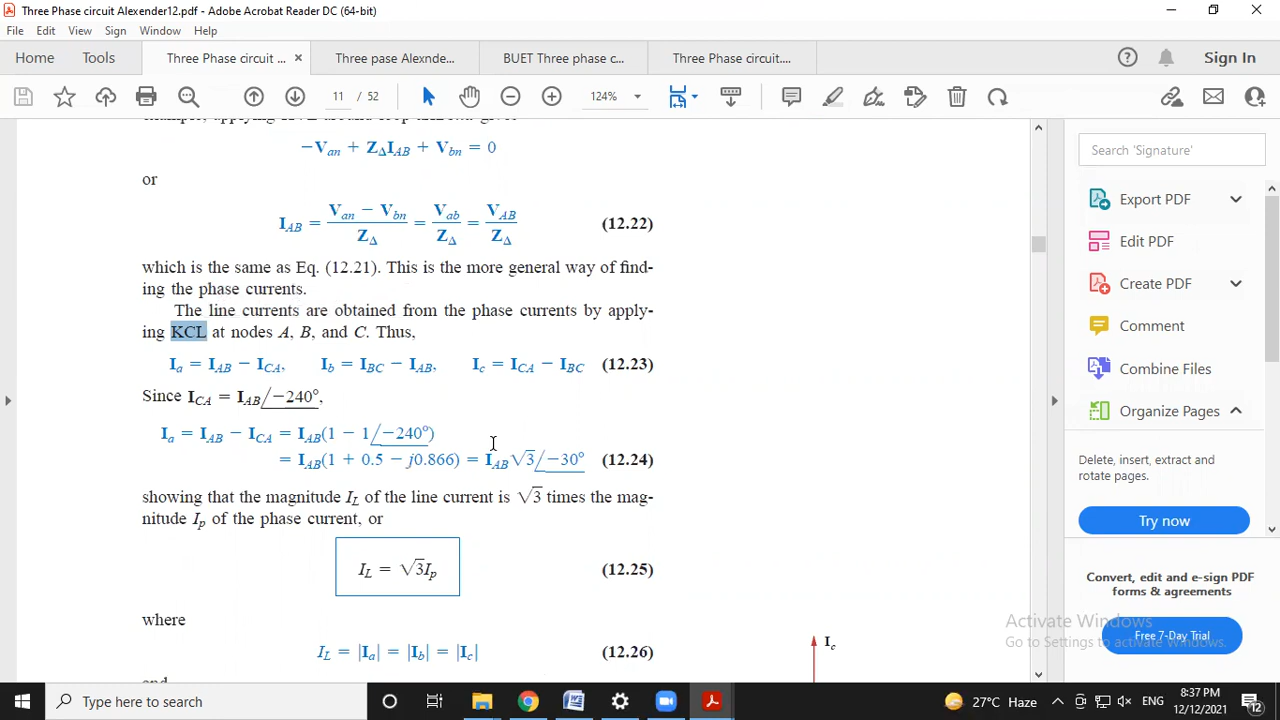 Three Phase circuit Alexender12.pdf - Adobe Acrobat Reader DC (64-bit)
File Edit View Sign Window Help
Home Tools Three Phase circuit ... × Three pase Alexnde... BUET Three phase c... Three Phase circuit.... Sign In
11 / 52 124%
−Van + ZΔIAB + Vbn = 0
or
IAB = Van − Vbn / ZΔ = Vab / ZΔ = VAB / ZΔ (12.22)
which is the same as Eq. (12.21). This is the more general way of find-
ing the phase currents.
The line currents are obtained from the phase currents by apply-
ing KCL at nodes A, B, and C. Thus,
Ia = IAB − ICA, Ib = IBC − IAB, Ic = ICA − IBC (12.23)
Since ICA = IAB/−240°,
Ia = IAB − ICA = IAB(1 − 1/−240°)
= IAB(1 + 0.5 − j0.866) = IAB√3/−30° (12.24)
showing that the magnitude IL of the line current is √3 times the mag-
nitude Ip of the phase current, or
IL = √3Ip (12.25)
where
IL = |Ia| = |Ib| = |Ic| (12.26)
Ic
Search 'Signature'
Export PDF
Edit PDF
Create PDF
Comment
Combine Files
Organize Pages
Delete, insert, extract and
rotate pages.
Try now
Convert, edit and e-sign PDF
forms & agreements
Free 7-Day Trial
Activate Windows
Go to Settings to activate Windows.
Type here to search
27°C Haze ENG 8:37 PM
12/12/2021
12